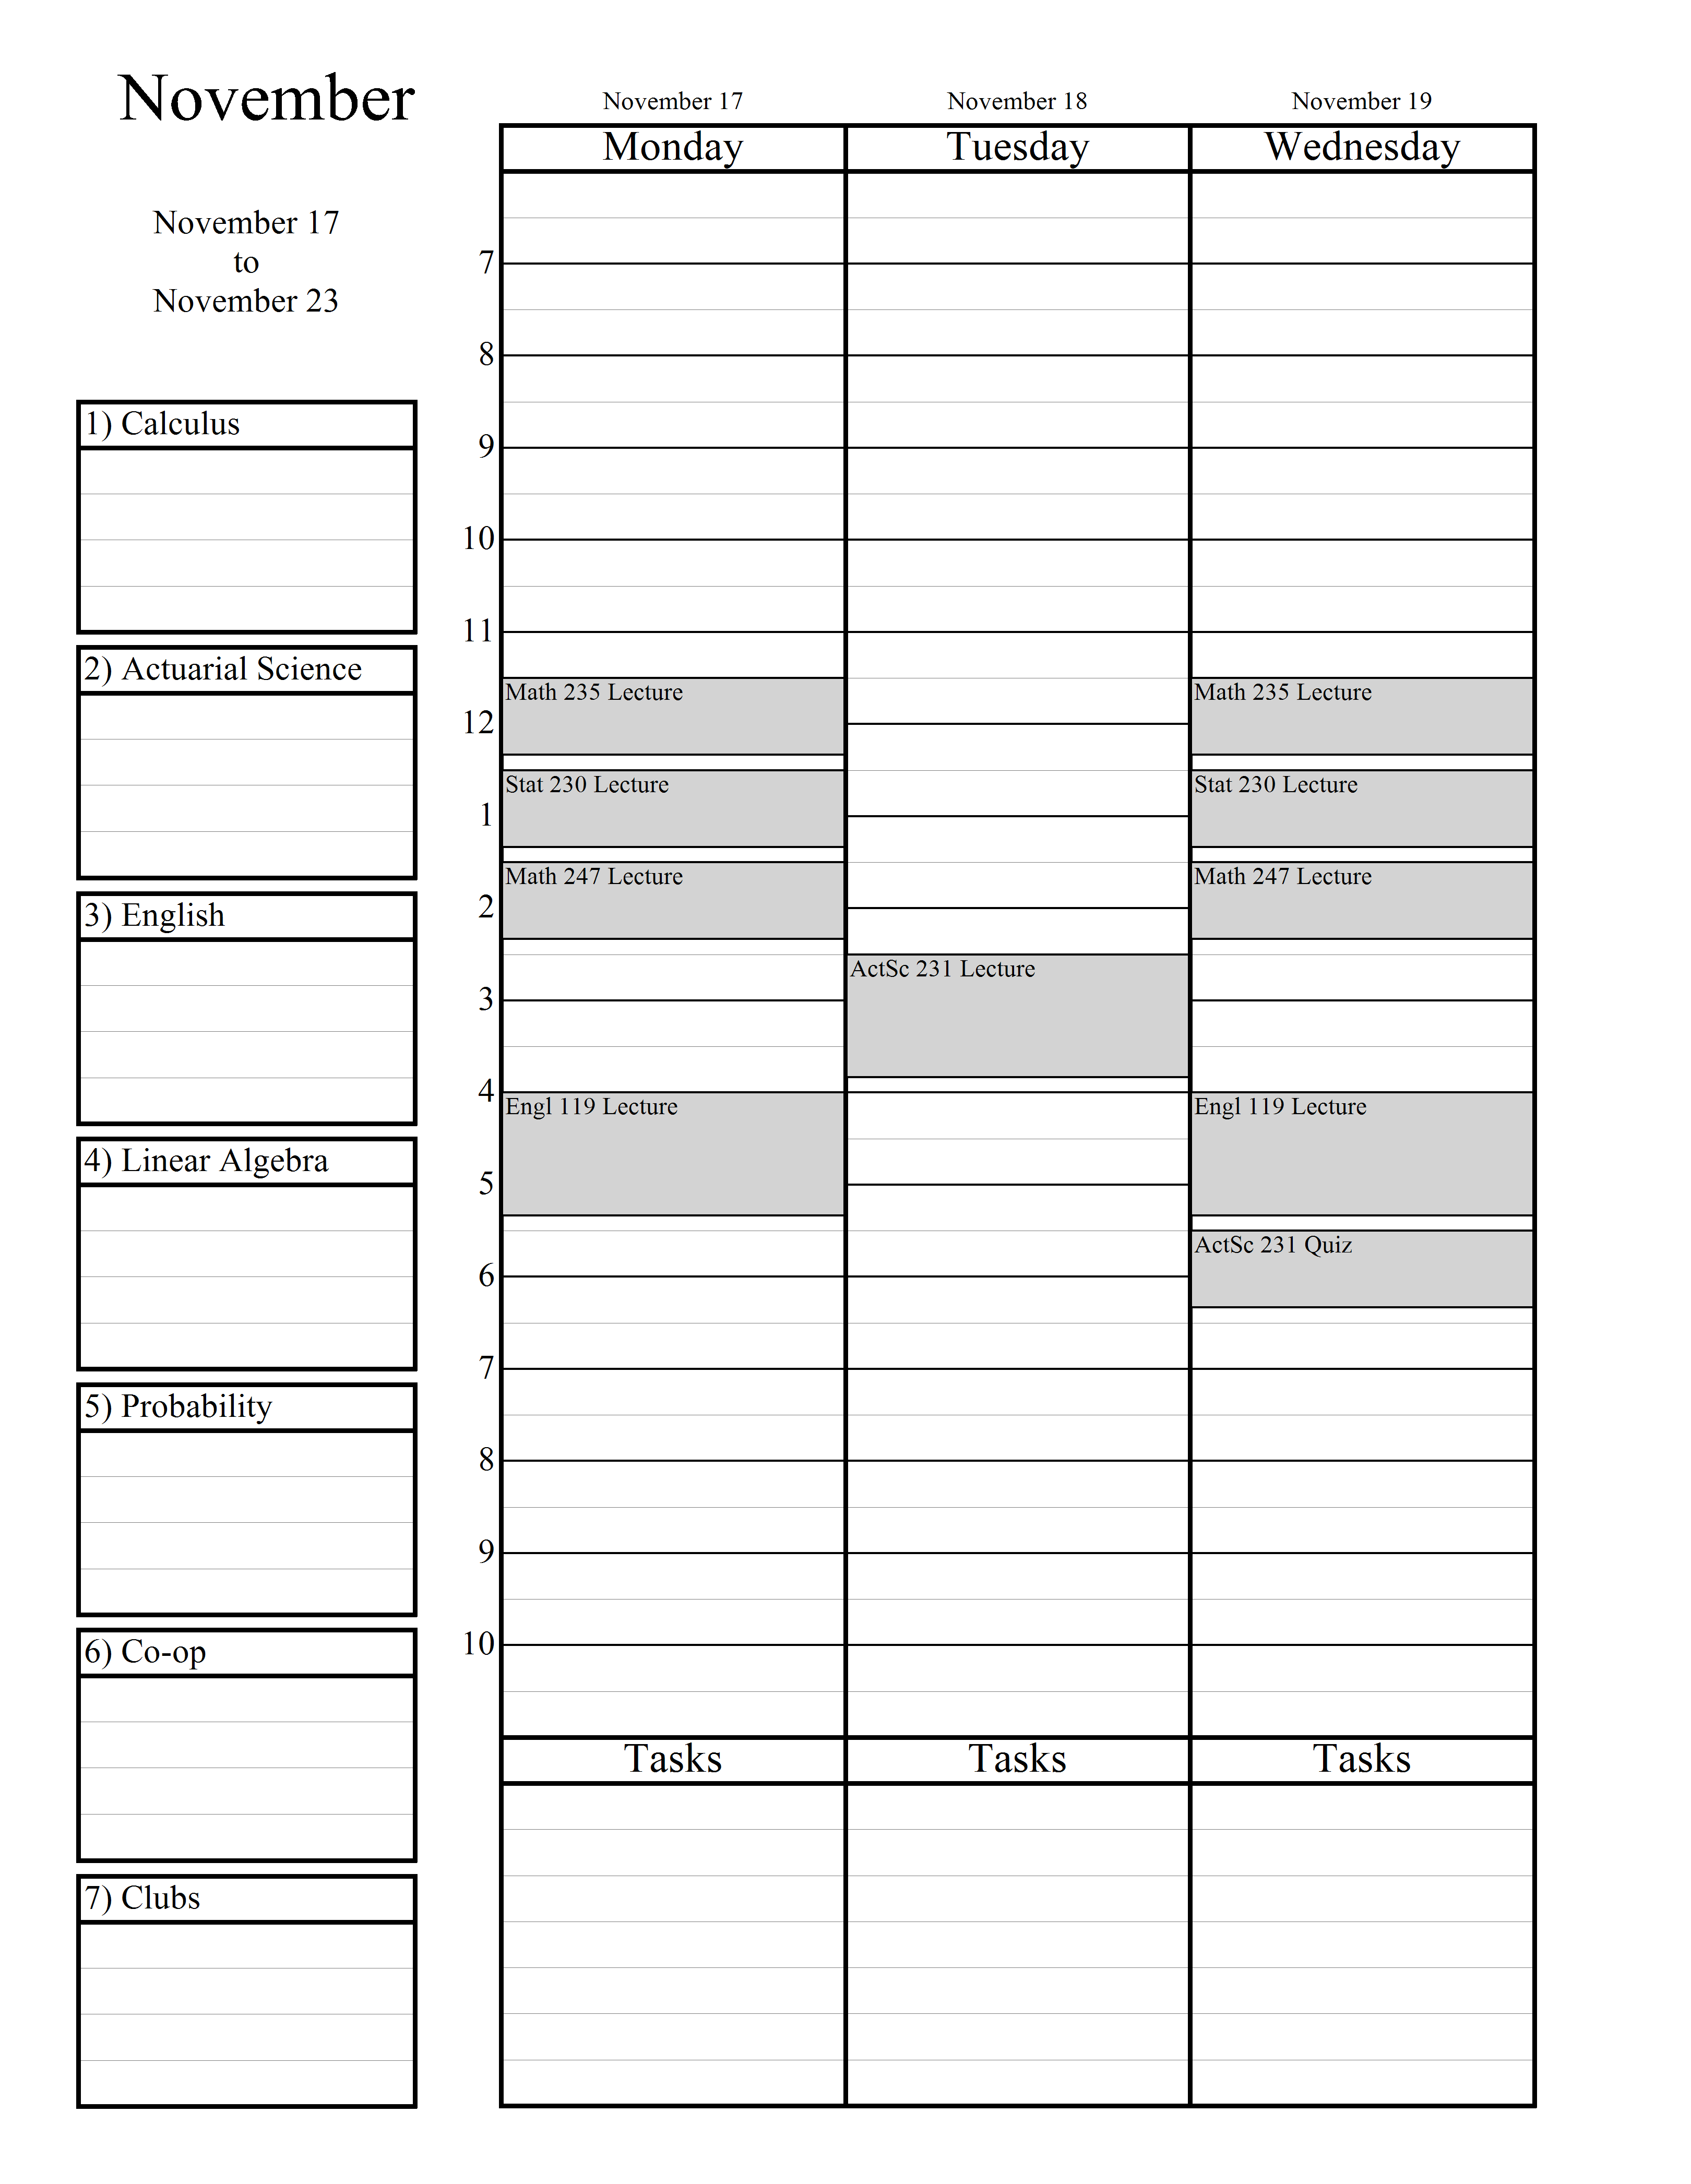 November
November 17
to
November 23
1) Calculus
2) Actuarial Science
3) English
4) Linear Algebra
5) Probability
6) Co-op
7) Clubs
November 17 November 18 November 19
Monday Tuesday Wednesday
7
8
9
10
11
Math 235 Lecture Math 235 Lecture
12
Stat 230 Lecture Stat 230 Lecture
1
Math 247 Lecture Math 247 Lecture
2
ActSc 231 Lecture
3
4
Engl 119 Lecture Engl 119 Lecture
5
ActSc 231 Quiz
6
7
8
9
10
Tasks Tasks Tasks